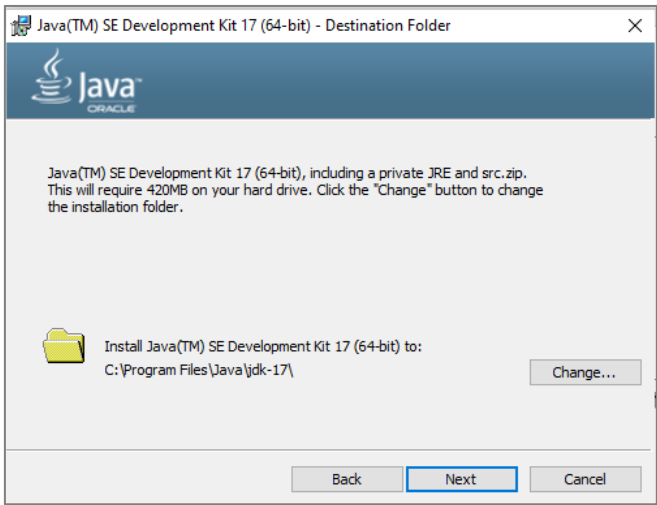 Java(TM) SE Development Kit 17 (64-bit) - Destination Folder
Java™
ORACLE
Java(TM) SE Development Kit 17 (64-bit), including a private JRE and src.zip.
This will require 420MB on your hard drive. Click the "Change" button to change
the installation folder.
Install Java(TM) SE Development Kit 17 (64-bit) to:
C:\Program Files\Java\jdk-17\
Change...
Back
Next
Cancel